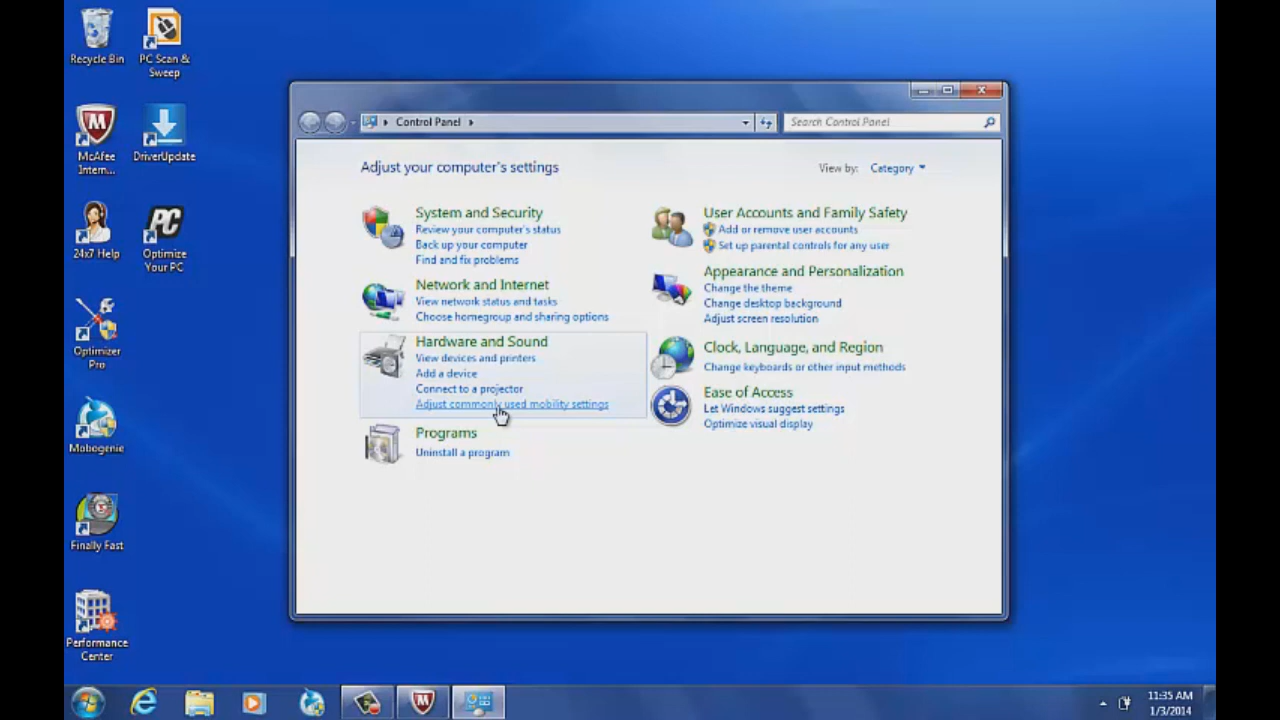 Recycle Bin
PC Scan &
Sweep
McAfee
Intern...
DriverUpdate
24x7 Help
Optimize
Your PC
Optimizer
Pro
Mobogenie
Finally Fast
Performance
Center
Control Panel
Search Control Panel
Adjust your computer's settings
View by: Category
System and Security
Review your computer's status
Back up your computer
Find and fix problems
Network and Internet
View network status and tasks
Choose homegroup and sharing options
Hardware and Sound
View devices and printers
Add a device
Connect to a projector
Adjust commonly used mobility settings
Programs
Uninstall a program
User Accounts and Family Safety
Add or remove user accounts
Set up parental controls for any user
Appearance and Personalization
Change the theme
Change desktop background
Adjust screen resolution
Clock, Language, and Region
Change keyboards or other input methods
Ease of Access
Let Windows suggest settings
Optimize visual display
11:35 AM
1/3/2014